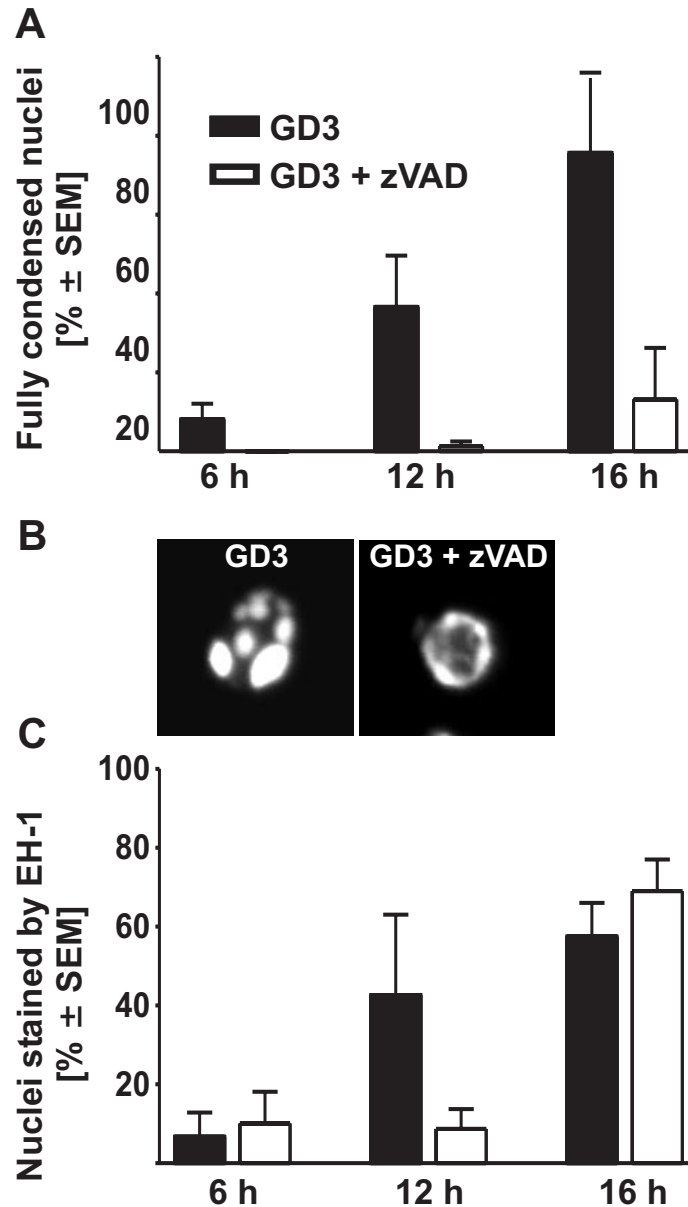 A
Fully condensed nuclei
[% ± SEM]
100
80
60
40
20
GD3
GD3 + zVAD
6 h
12 h
16 h
B
GD3
GD3 + zVAD
C
Nuclei stained by EH-1
[% ± SEM]
100
80
60
40
20
6 h
12 h
16 h